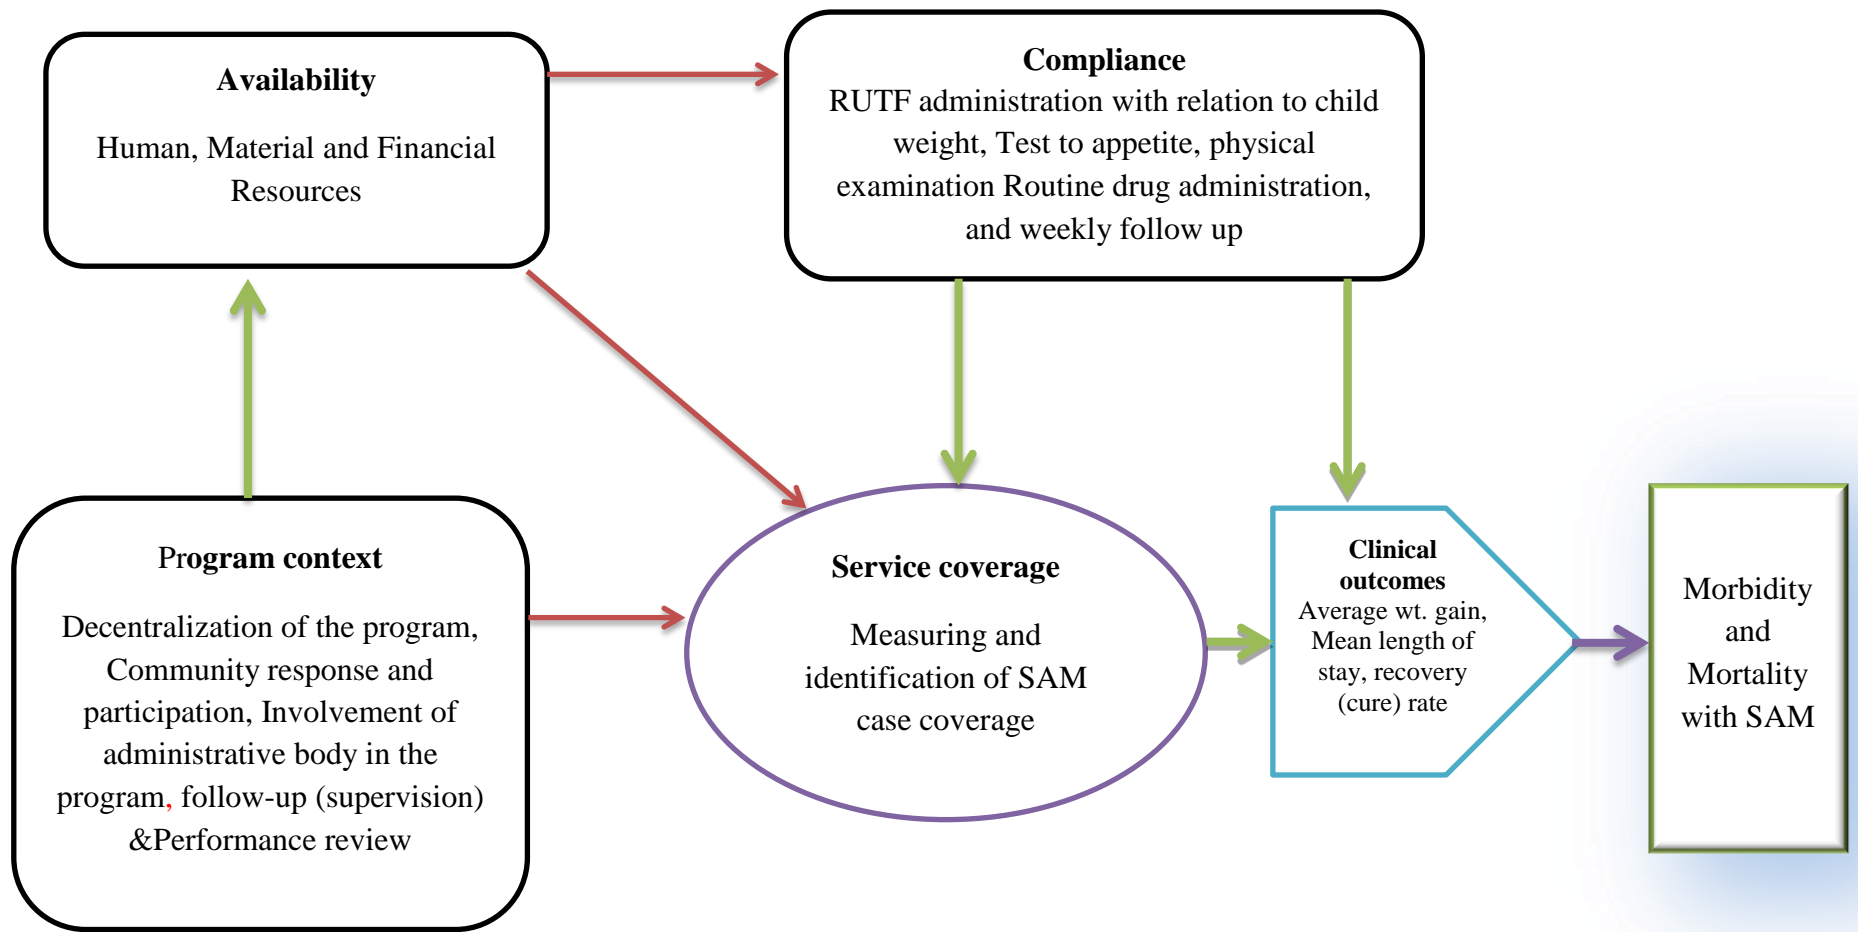 Availability
Human, Material and Financial
Resources
Compliance
RUTF administration with relation to child
weight, Test to appetite, physical
examination Routine drug administration,
and weekly follow up
Program context
Decentralization of the program,
Community response and
participation, Involvement of
administrative body in the
program, follow-up (supervision)
&Performance review
Service coverage
Measuring and
identification of SAM
case coverage
Clinical
outcomes
Average wt. gain,
Mean length of
stay, recovery
(cure) rate
Morbidity
and
Mortality
with SAM